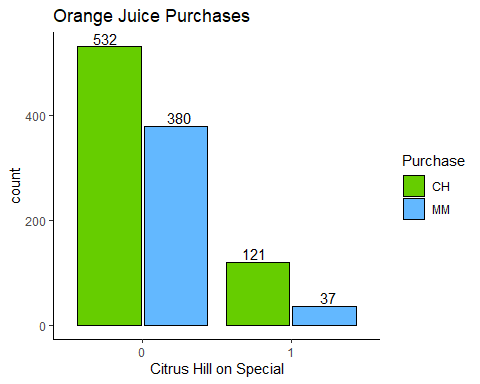 Orange Juice Purchases
532
380
121
37
400
200
0
count
0
1
Citrus Hill on Special
Purchase
CH
MM